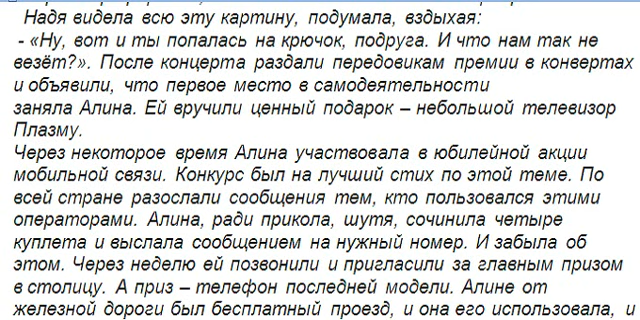 Надя видела всю эту картину, подумала, вздыхая:
- «Ну, вот и ты попалась на крючок, подруга. И что нам так не
везёт?». После концерта раздали передовикам премии в конвертах
и объявили, что первое место в самодеятельности
заняла Алина. Ей вручили ценный подарок – небольшой телевизор
Плазму.
Через некоторое время Алина участвовала в юбилейной акции
мобильной связи. Конкурс был на лучший стих по этой теме. По
всей стране разослали сообщения тем, кто пользовался этими
операторами. Алина, ради прикола, шутя, сочинила четыре
куплета и выслала сообщением на нужный номер. И забыла об
этом. Через неделю ей позвонили и пригласили за главным призом
в столицу. А приз – телефон последней модели. Алине от
железной дороги был бесплатный проезд, и она его использовала, и